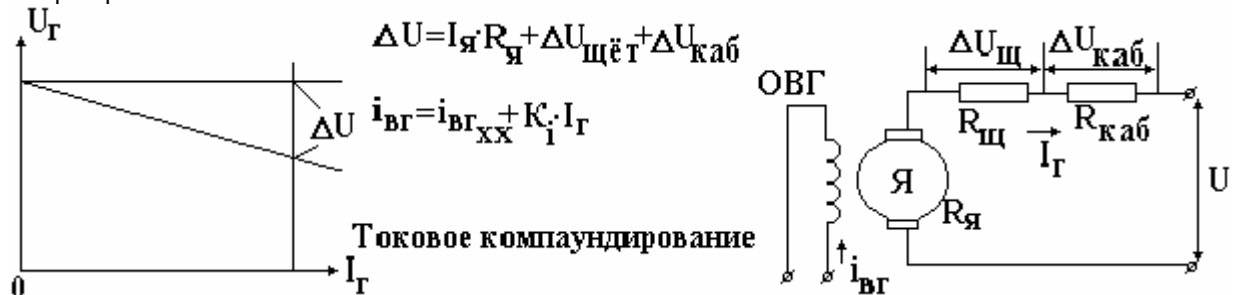 Uг
ΔU=Iя·Rя+ΔUщёт+ΔUкаб
iвг=iвгхх+Кi·Iг
ΔU
Токовое компаундирование
0
Iг
ΔUщ
ΔUкаб
ОВГ
Rщ
Iг
Rкаб
Я
Rя
U
iвг